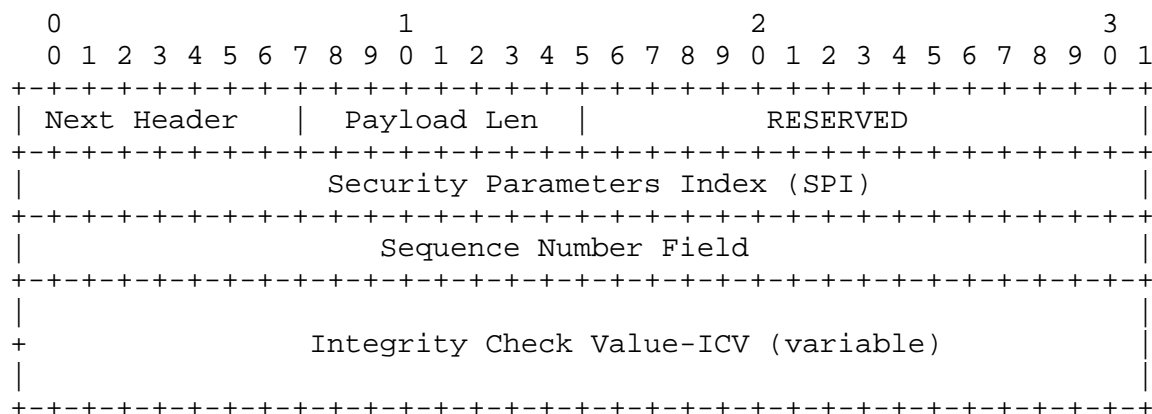 0                   1                   2                   3
 0 1 2 3 4 5 6 7 8 9 0 1 2 3 4 5 6 7 8 9 0 1 2 3 4 5 6 7 8 9 0 1
+-+-+-+-+-+-+-+-+-+-+-+-+-+-+-+-+-+-+-+-+-+-+-+-+-+-+-+-+-+-+-+-+
| Next Header   |  Payload Len  |          RESERVED             |
+-+-+-+-+-+-+-+-+-+-+-+-+-+-+-+-+-+-+-+-+-+-+-+-+-+-+-+-+-+-+-+-+
|                 Security Parameters Index (SPI)               |
+-+-+-+-+-+-+-+-+-+-+-+-+-+-+-+-+-+-+-+-+-+-+-+-+-+-+-+-+-+-+-+-+
|                    Sequence Number Field                      |
+-+-+-+-+-+-+-+-+-+-+-+-+-+-+-+-+-+-+-+-+-+-+-+-+-+-+-+-+-+-+-+-+
|                                                               |
+                Integrity Check Value-ICV (variable)           |
|                                                               |
+-+-+-+-+-+-+-+-+-+-+-+-+-+-+-+-+-+-+-+-+-+-+-+-+-+-+-+-+-+-+-+-+